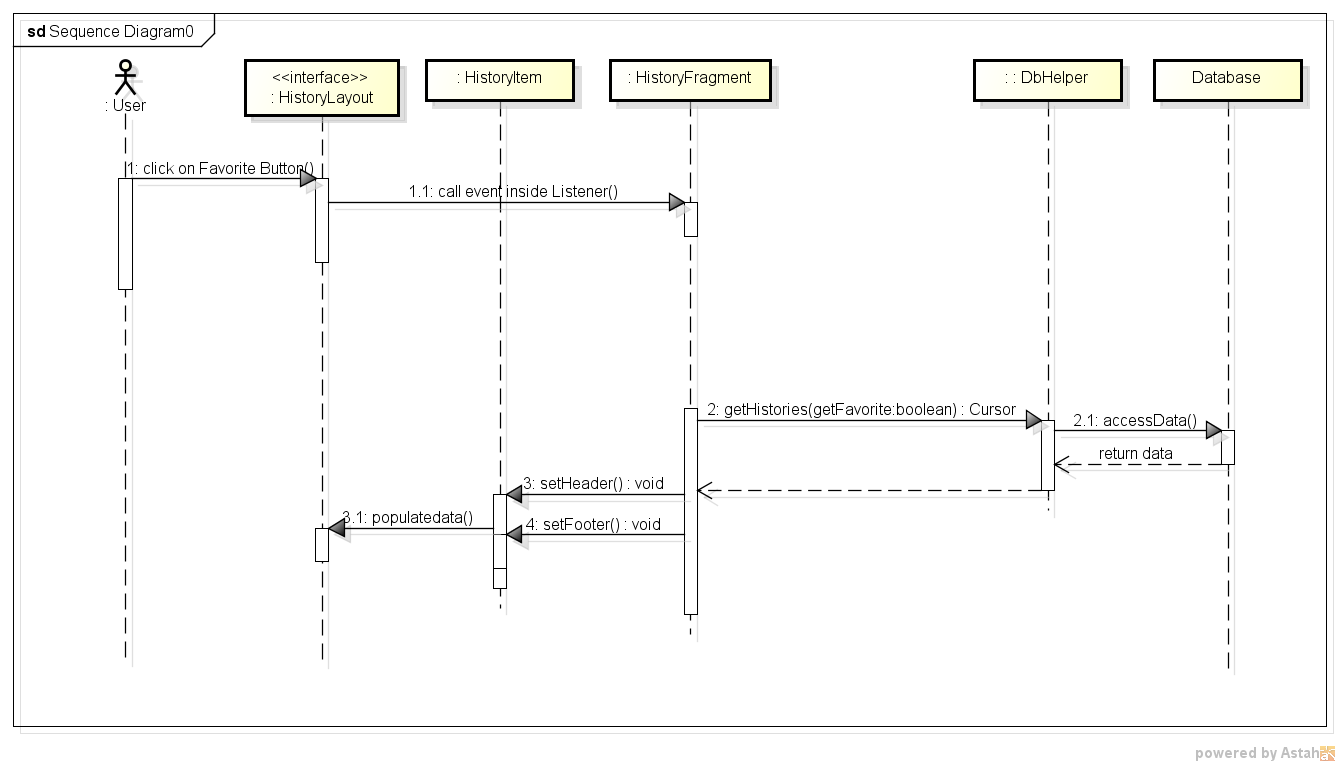 sd Sequence Diagram0
: User
<<interface>>
: HistoryLayout
: HistoryItem
: HistoryFragment
: : DbHelper
Database
1: click on Favorite Button()
1.1: call event inside Listener()
2: getHistories(getFavorite:boolean) : Cursor
2.1: accessData()
return data
3: setHeader() : void
3.1: populatedata()
4: setFooter() : void
powered by Astah